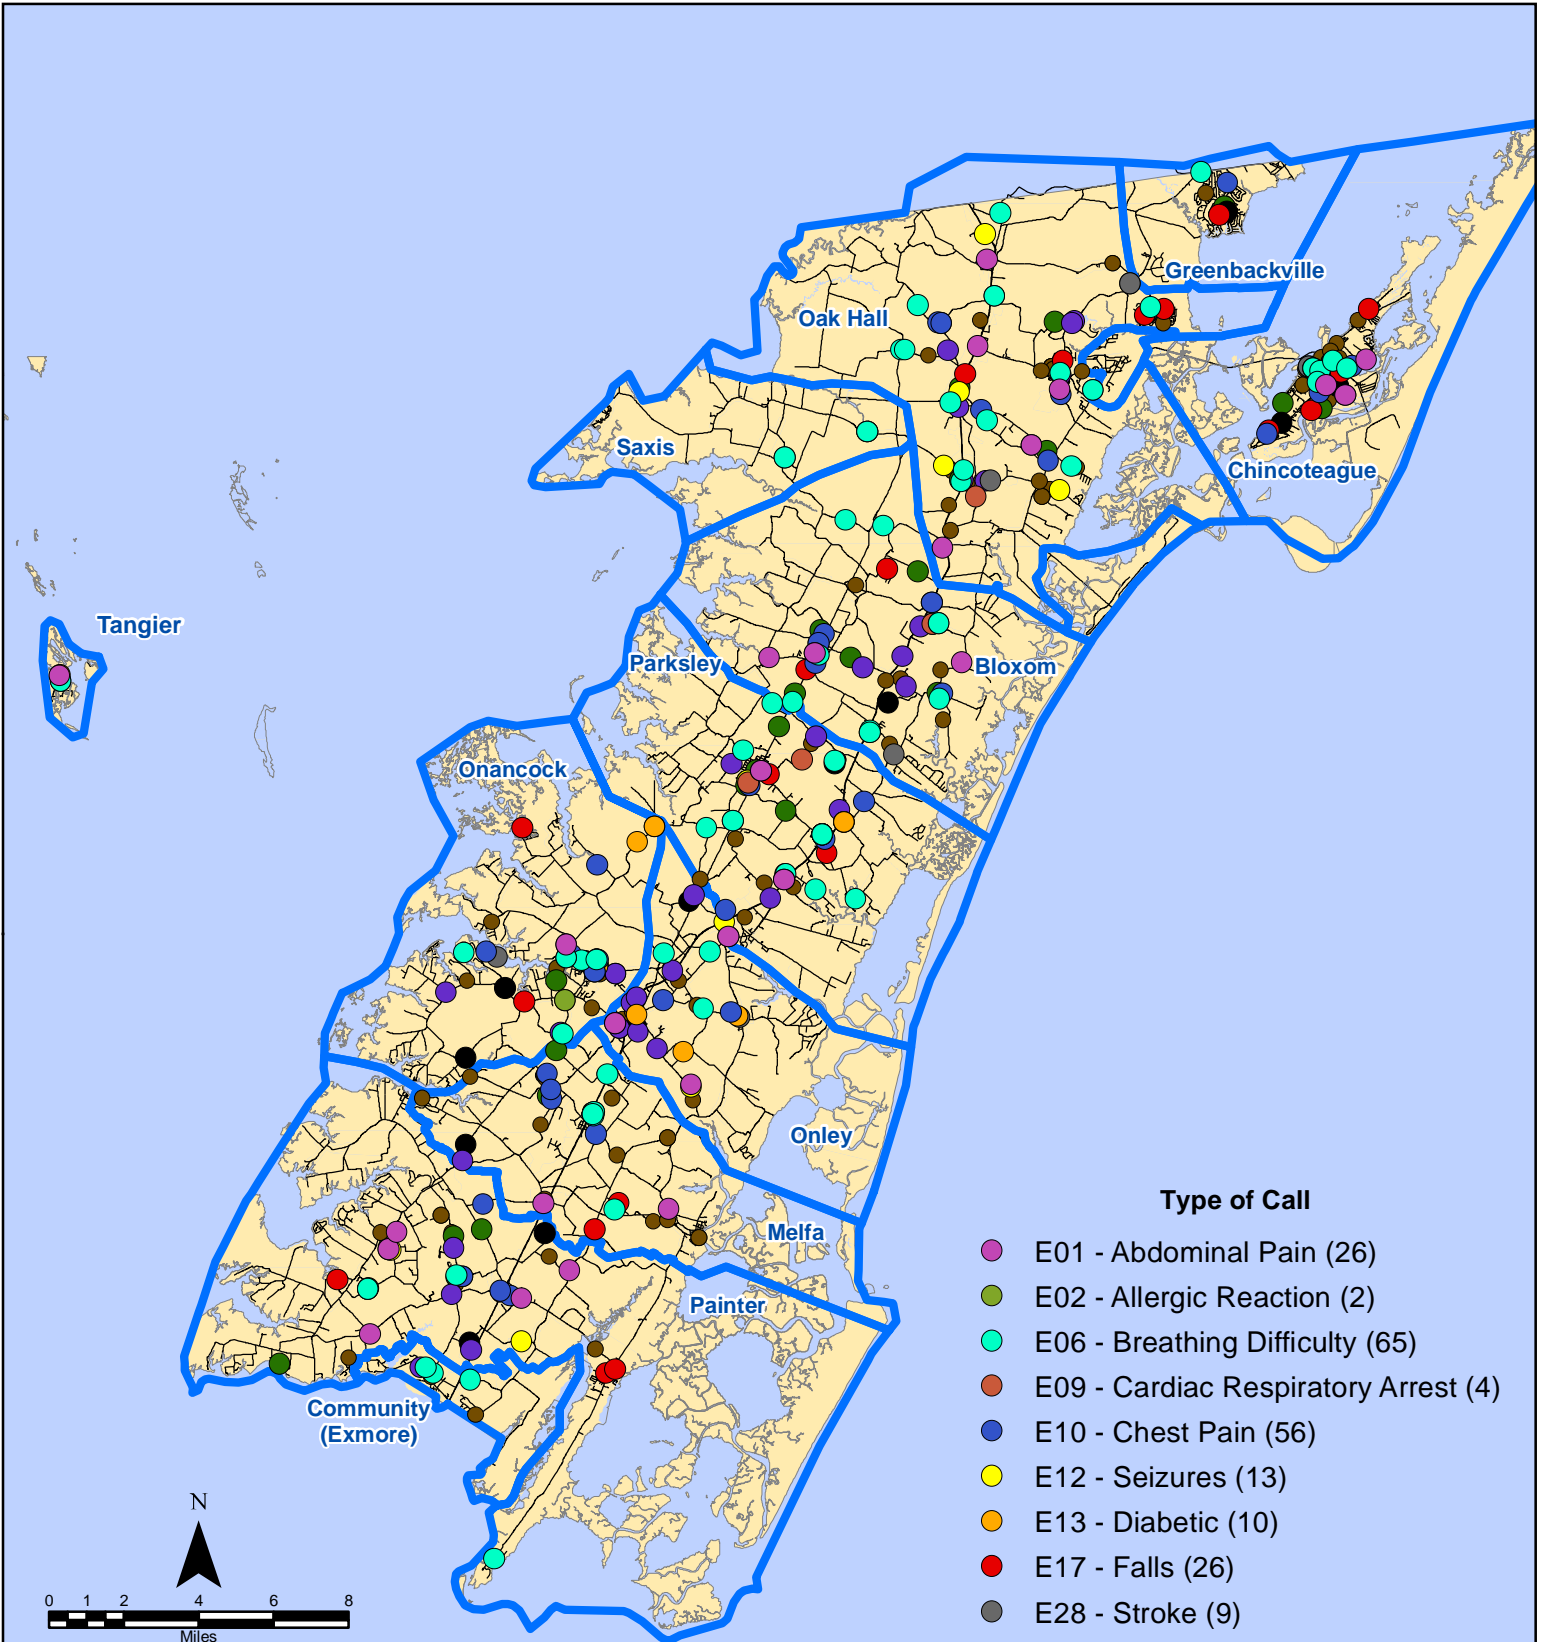 Greenbackville
Oak Hall
Saxis
Chincoteague
Tangier
Parksley
Bloxom
Onancock
Onley
Melfa
Painter
Community
(Exmore)
Type of Call
E01 - Abdominal Pain (26)
E02 - Allergic Reaction (2)
E06 - Breathing Difficulty (65)
E09 - Cardiac Respiratory Arrest (4)
E10 - Chest Pain (56)
E12 - Seizures (13)
E13 - Diabetic (10)
E17 - Falls (26)
E28 - Stroke (9)
N
0 1 2 4 6 8
Miles